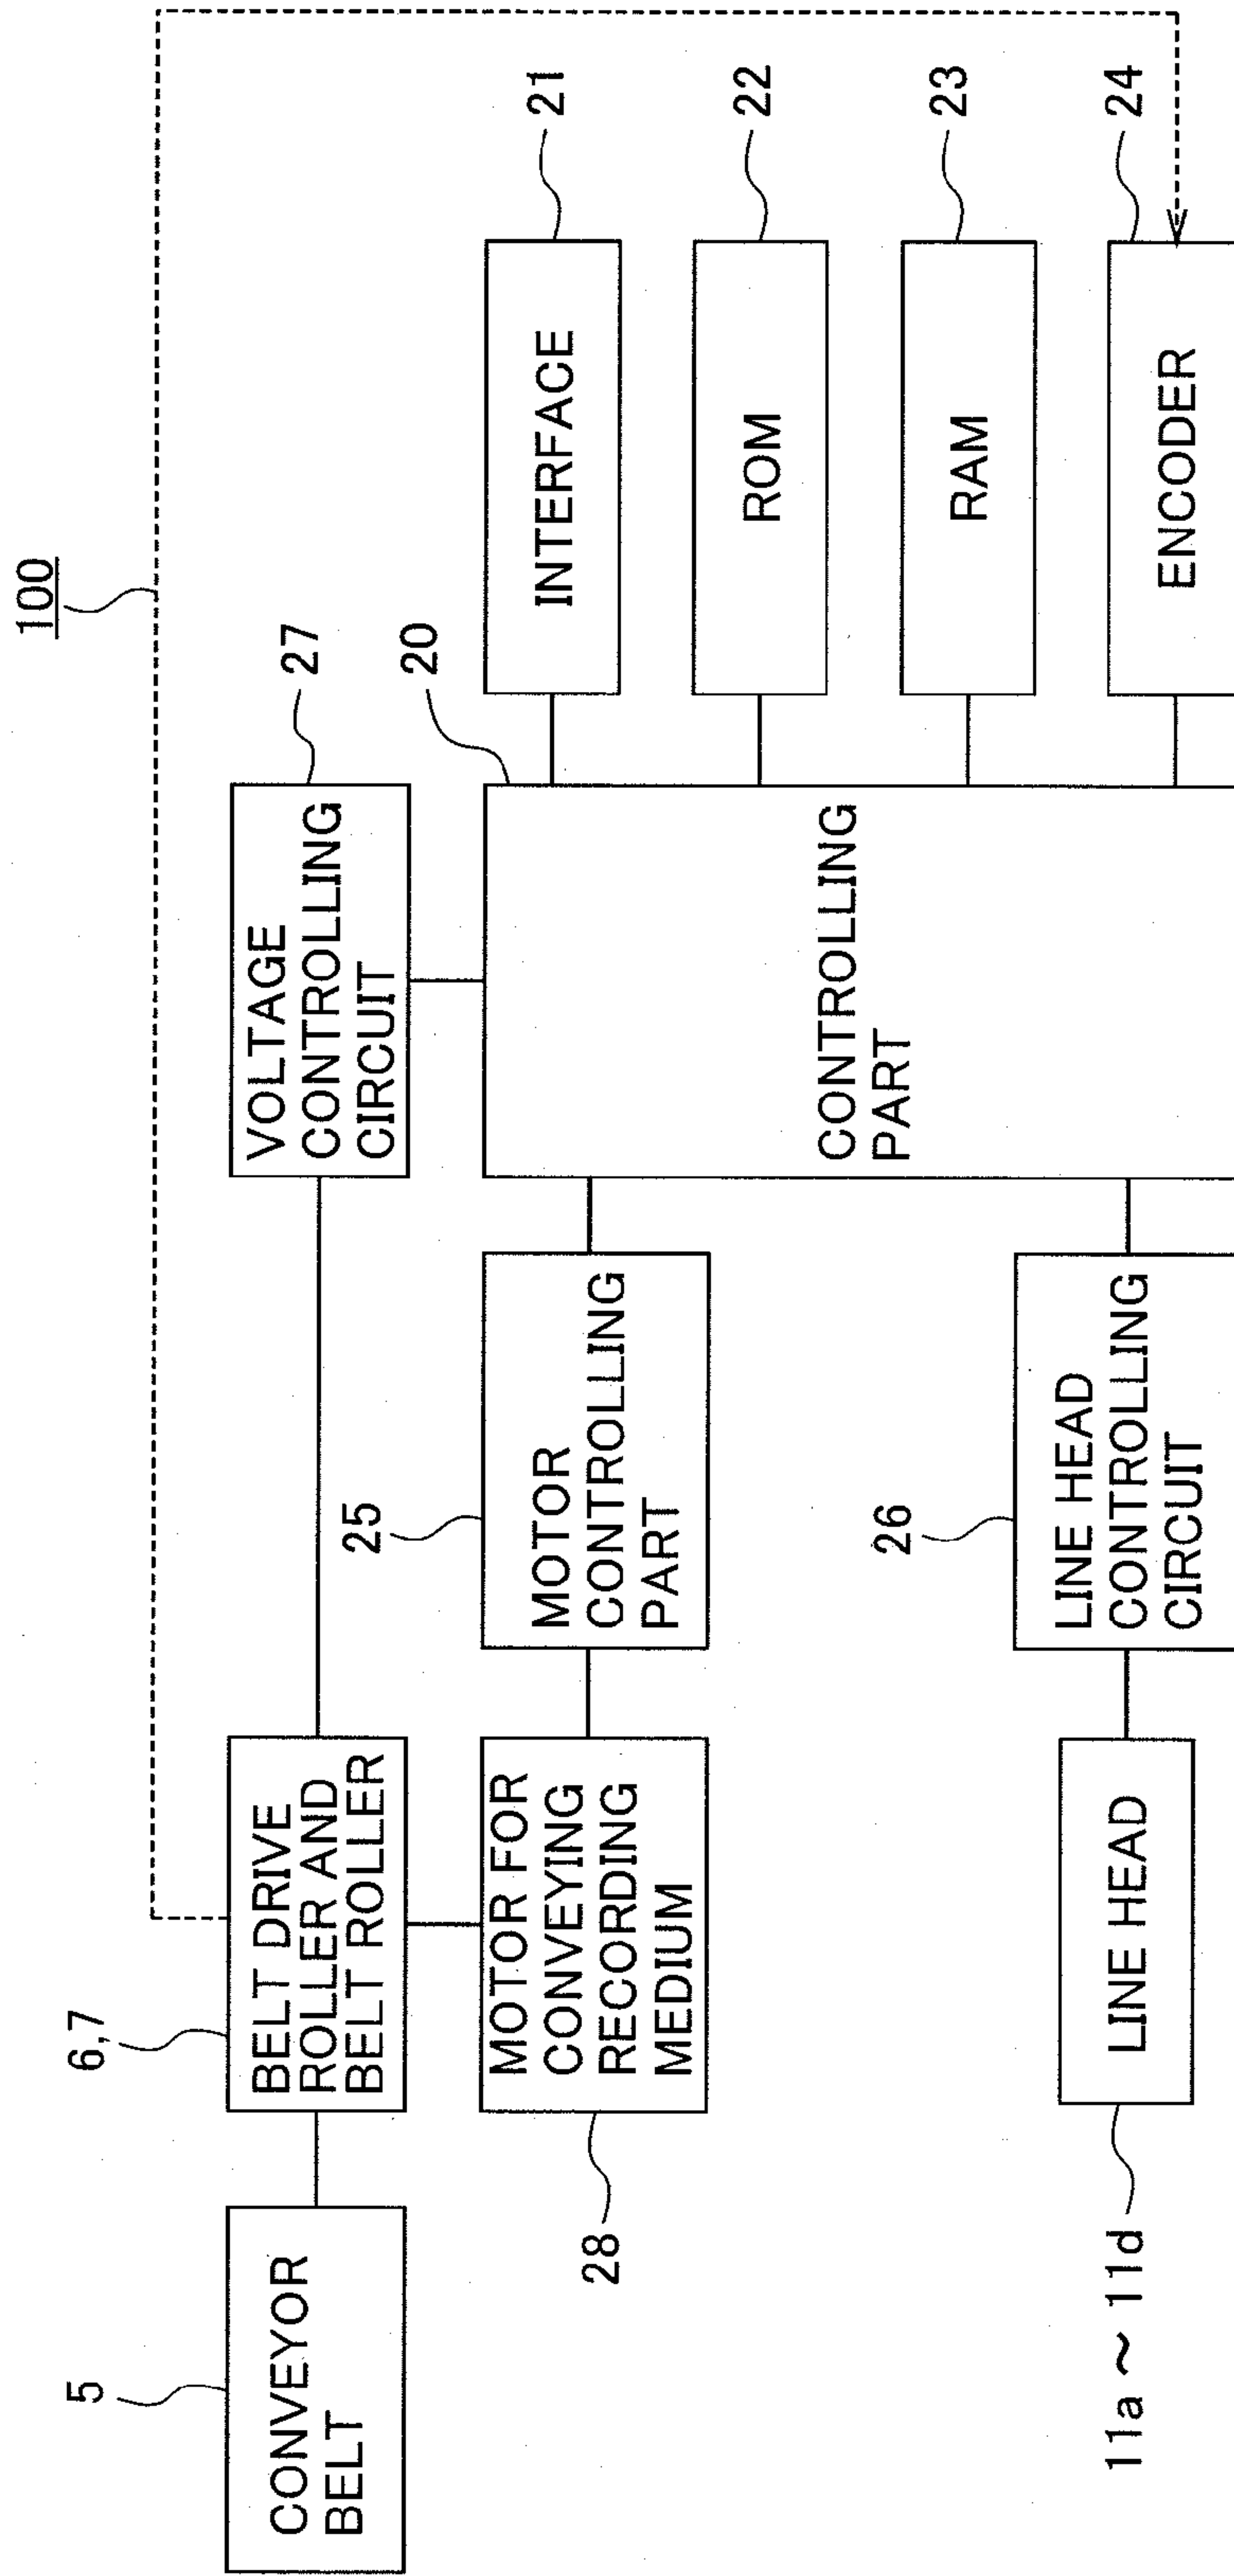 100
5
CONVEYOR
BELT
6,7
BELT DRIVE
ROLLER AND
BELT ROLLER
27
VOLTAGE
CONTROLLING
CIRCUIT
28
MOTOR FOR
CONVEYING
RECORDING
MEDIUM
25
MOTOR
CONTROLLING
PART
20
CONTROLLING
PART
21
INTERFACE
22
ROM
23
RAM
24
ENCODER
11a ~ 11d
LINE HEAD
26
LINE HEAD
CONTROLLING
CIRCUIT